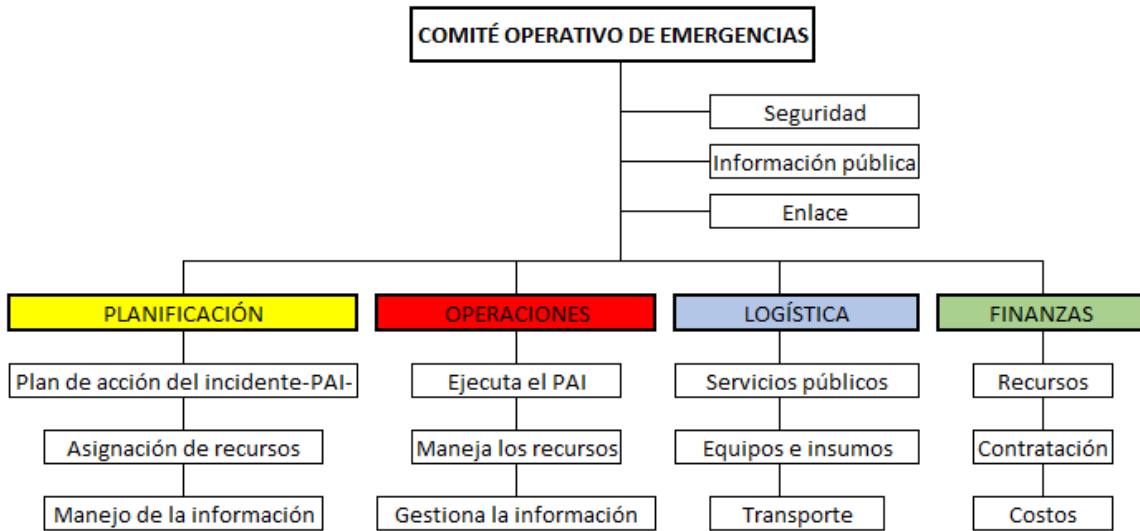 COMITÉ OPERATIVO DE EMERGENCIAS
Seguridad
Información pública
Enlace
PLANIFICACIÓN
OPERACIONES
LOGÍSTICA
FINANZAS
Plan de acción del incidente-PAI-
Ejecuta el PAI
Servicios públicos
Recursos
Asignación de recursos
Maneja los recursos
Equipos e insumos
Contratación
Manejo de la información
Gestiona la información
Transporte
Costos